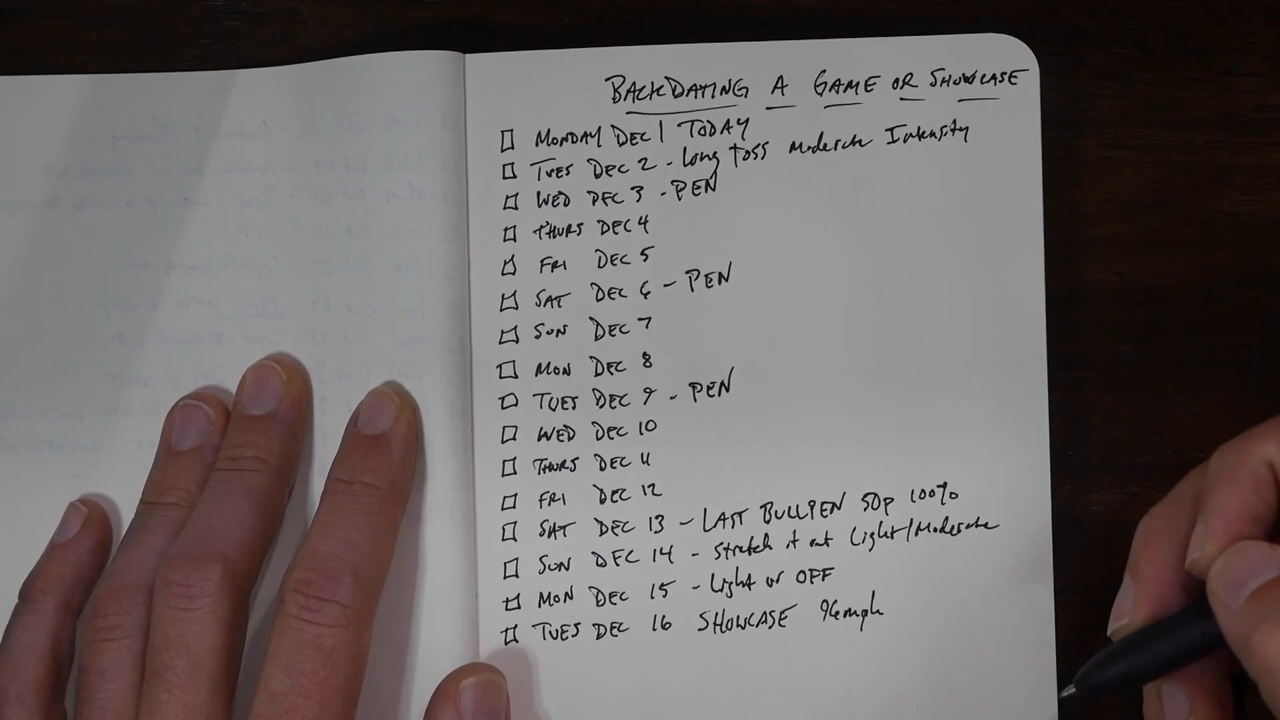 BACKDATING A GAME OR SHOWCASE
MONDAY DEC 1 TODAY
TUES DEC 2 - Long Toss Moderate Intensity
WED DEC 3 - PEN
THURS DEC 4
FRI DEC 5
SAT DEC 6 - PEN
SUN DEC 7
MON DEC 8
TUES DEC 9 - PEN
WED DEC 10
THURS DEC 11
FRI DEC 12
SAT DEC 13 - LAST BULLPEN 50P 100%
SUN DEC 14 - Stretch it out Light/Moderate
MON DEC 15 - Light or OFF
TUES DEC 16 SHOWCASE 96mph